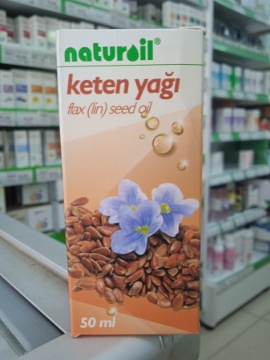 naturoil®
keten yağı
flax (lin) seed oil
50 ml